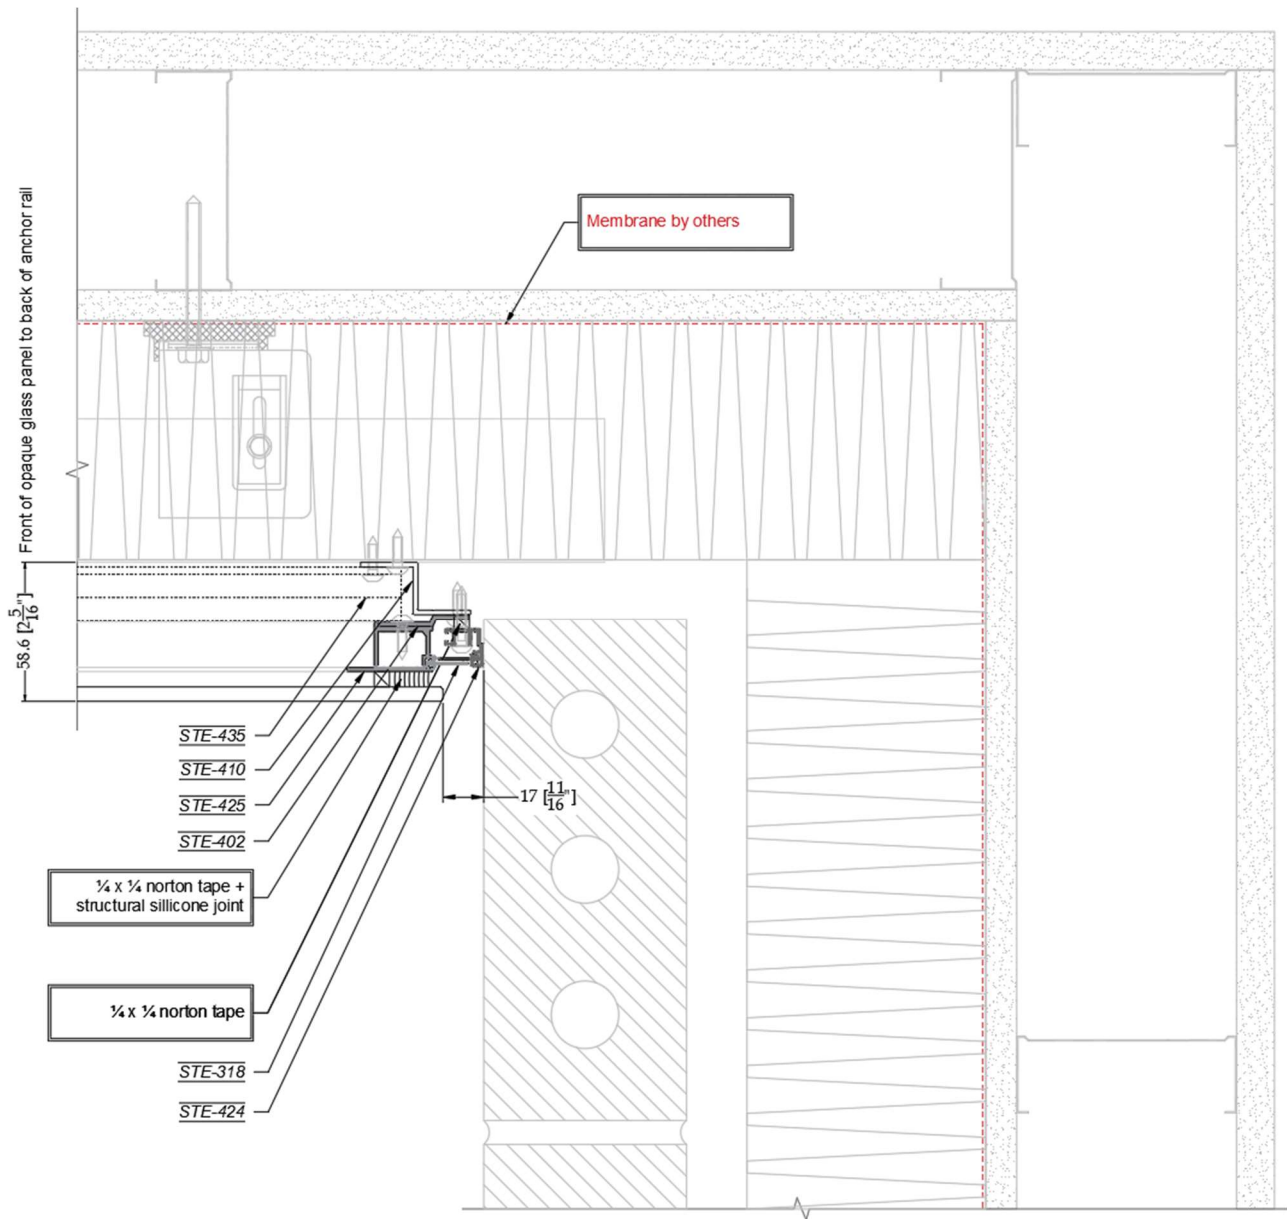 Membrane by others
Front of opaque glass panel to back of anchor rail
58.6 [2 5/16"]
STE-435
STE-410
STE-425
17 [11/16"]
STE-402
¼ x ¼ norton tape +
structural sillicone joint
¼ x ¼ norton tape
STE-318
STE-424